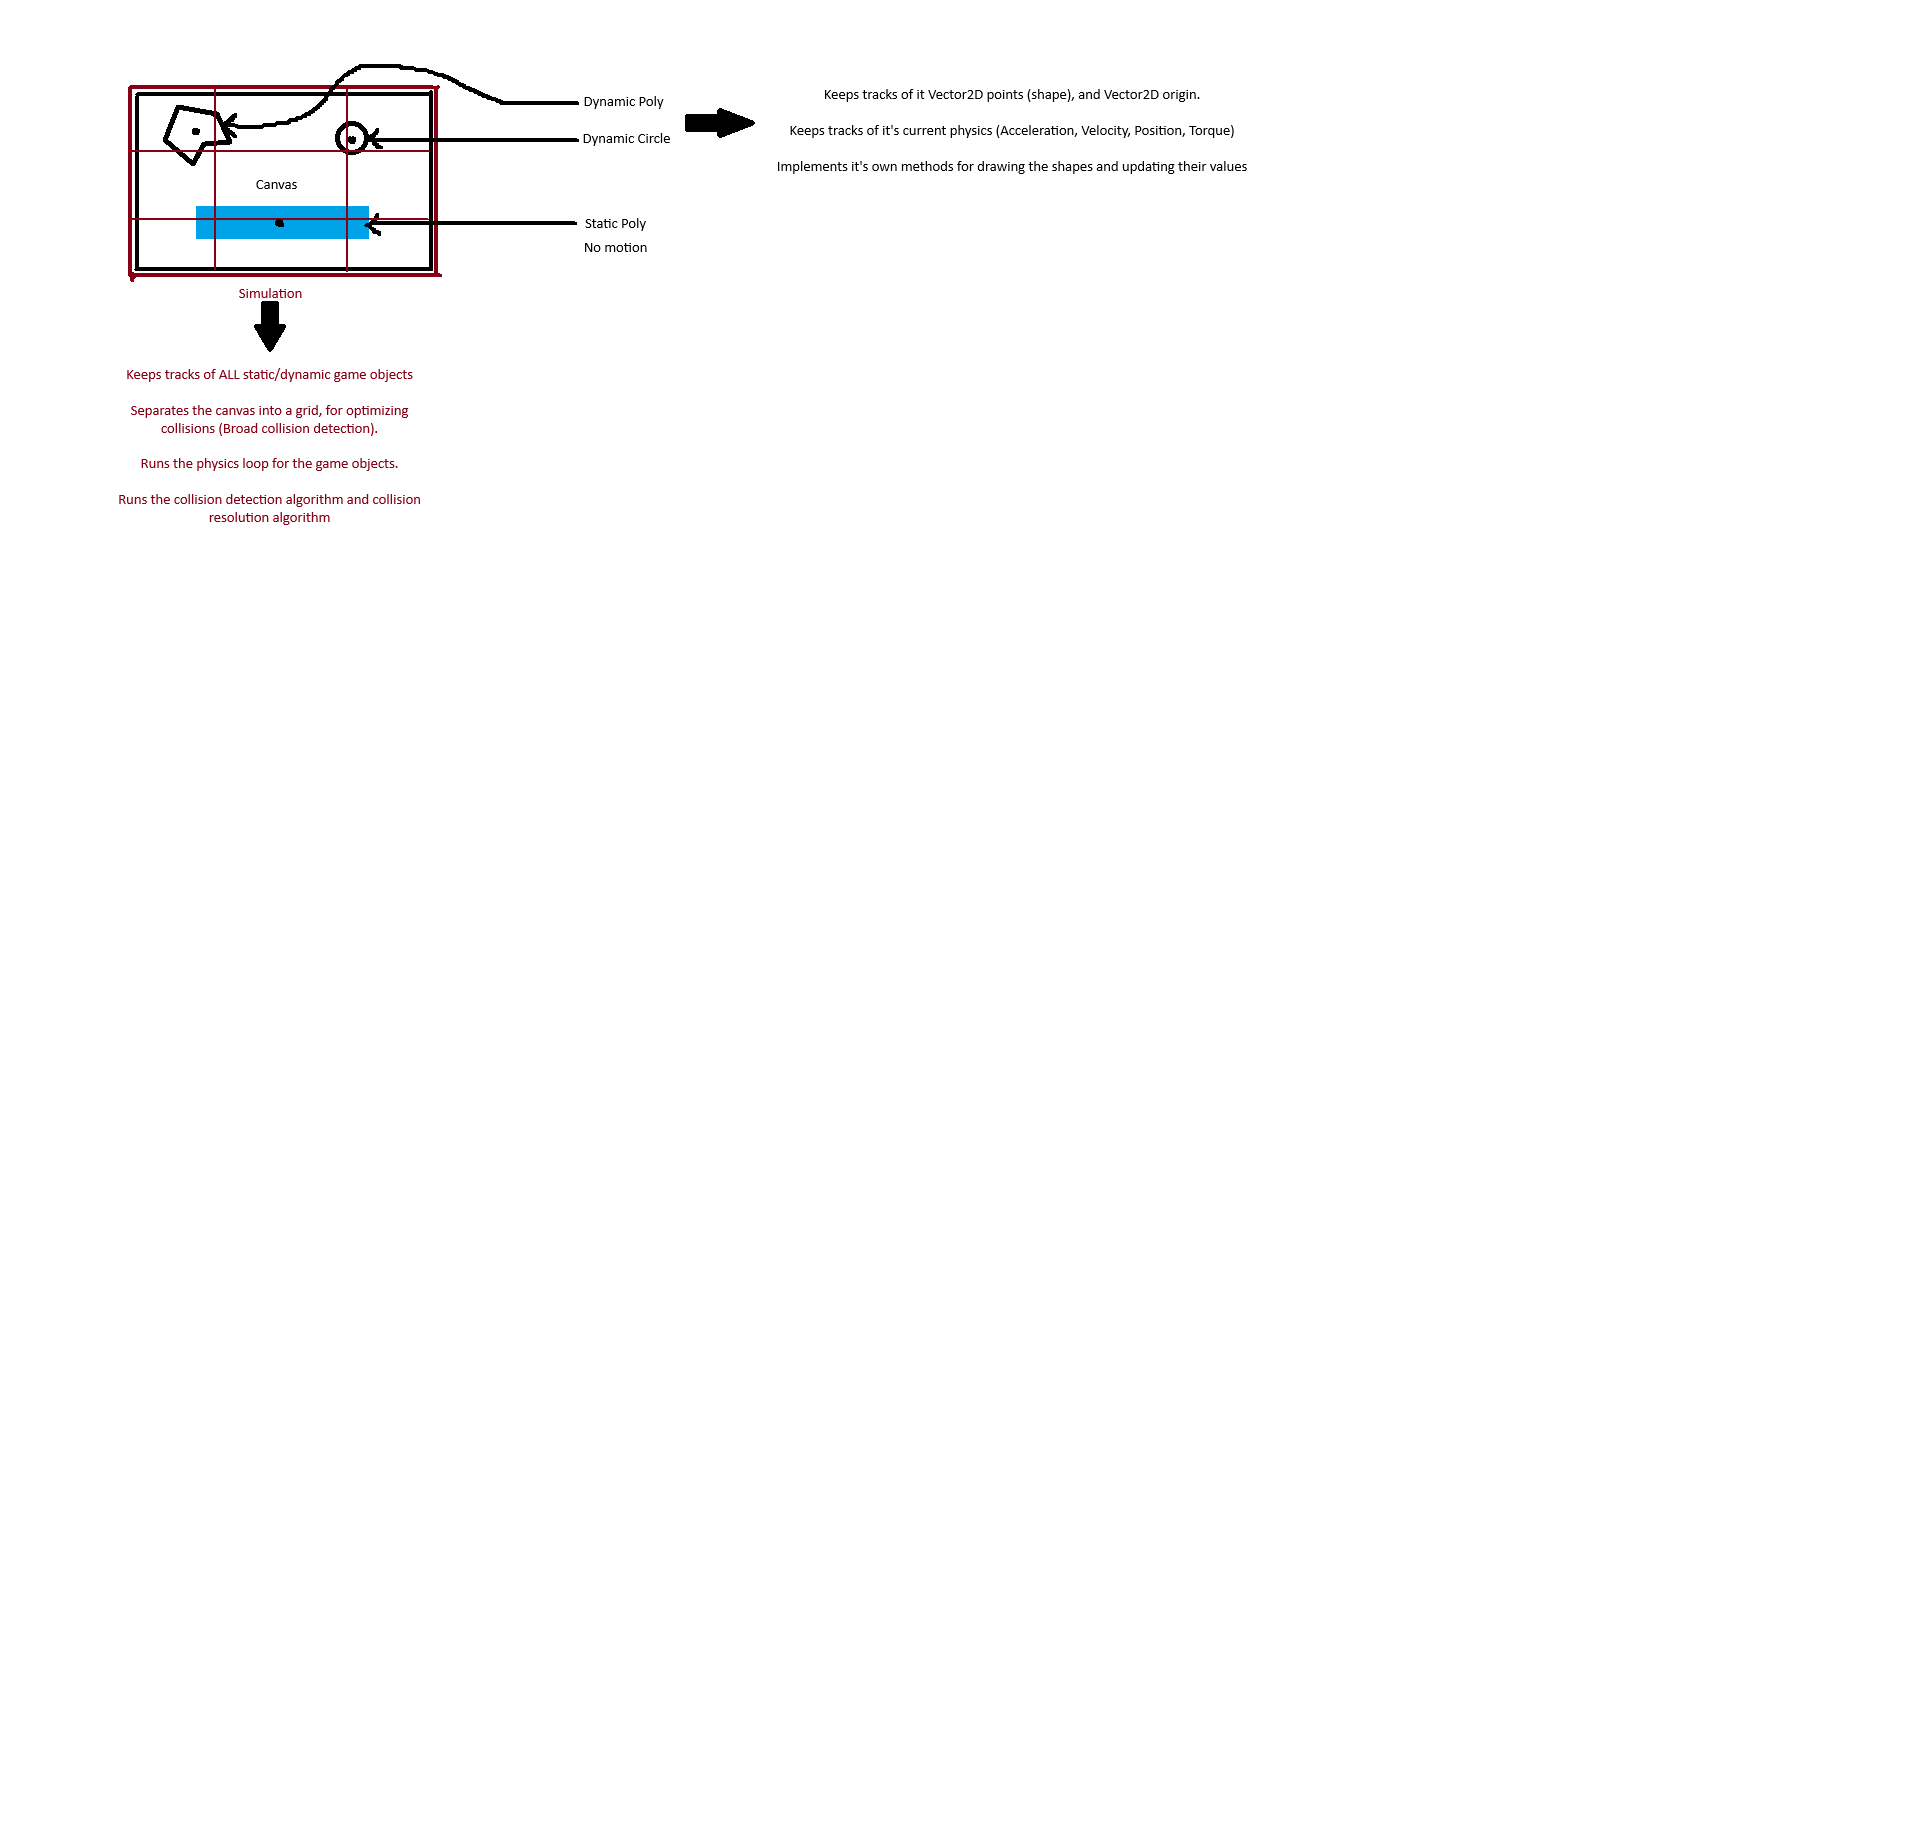 Dynamic Poly
Dynamic Circle
Keeps tracks of it Vector2D points (shape), and Vector2D origin.
Keeps tracks of it's current physics (Acceleration, Velocity, Position, Torque)
Implements it's own methods for drawing the shapes and updating their values
Canvas
Static Poly
No motion
Simulation
Keeps tracks of ALL static/dynamic game objects
Separates the canvas into a grid, for optimizing
collisions (Broad collision detection).
Runs the physics loop for the game objects.
Runs the collision detection algorithm and collision
resolution algorithm